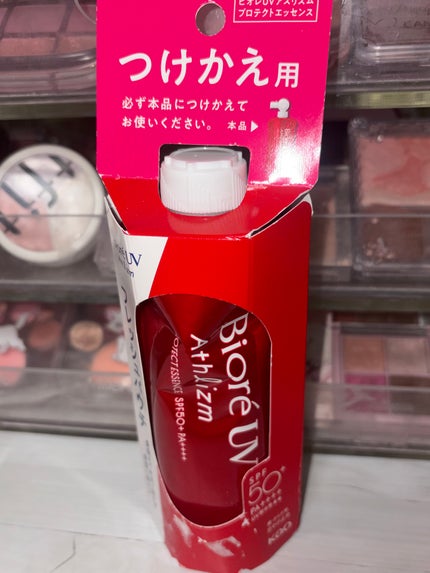 ビオレUVアスリズム
プロテクトエッセンス
つけかえ用
必ず本品につけかえて
お使いください。
本品▶
UV
Bioré UV
Athlizm
PROTECT ESSENCE SPF50+ PA++++
SPF
50+
PA++++
Kao